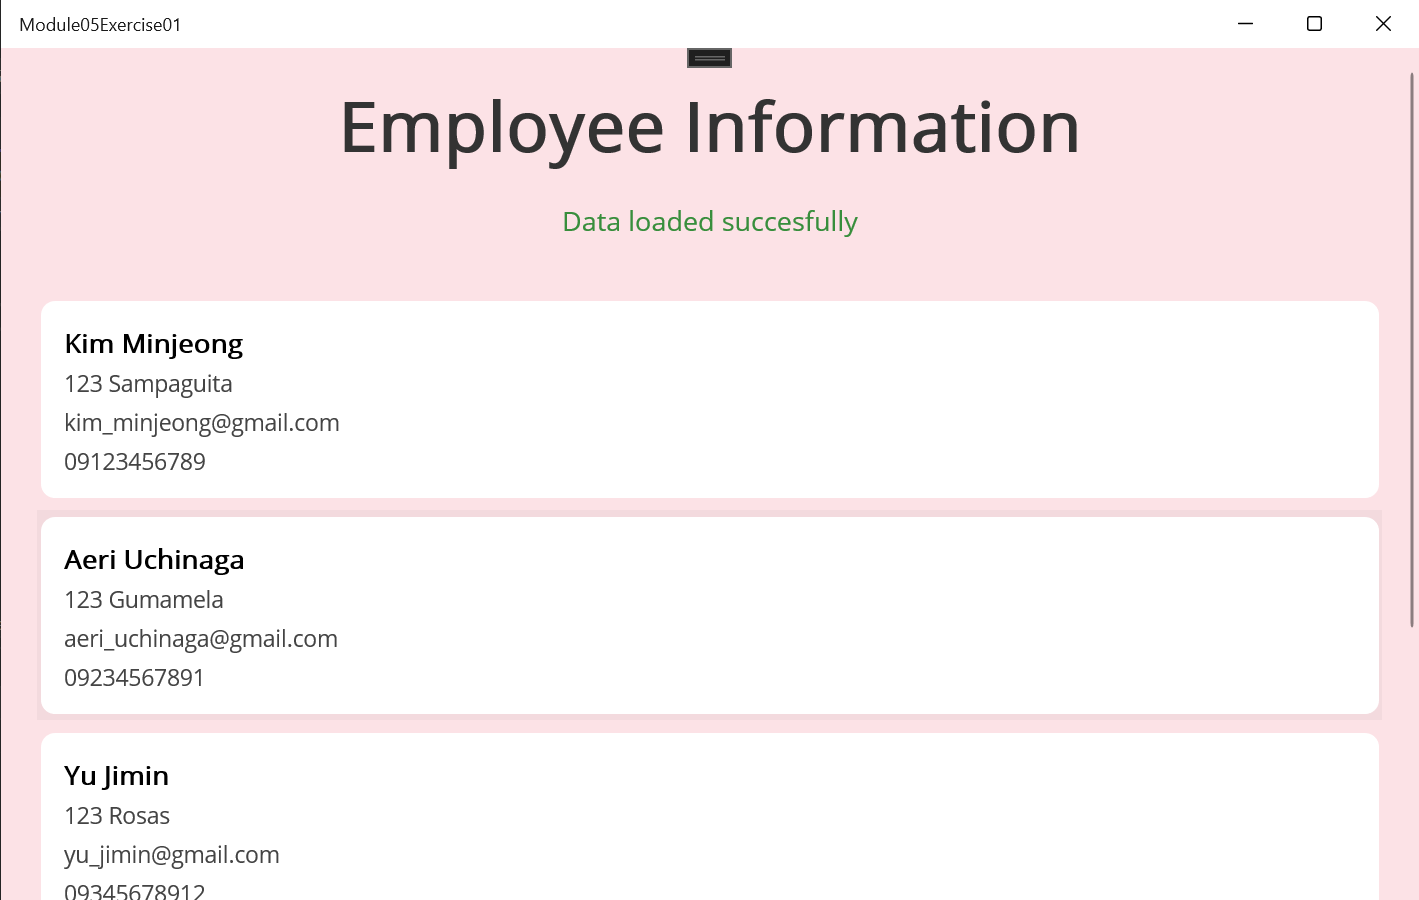 Module05Exercise01
Employee Information
Data loaded succesfully
Kim Minjeong
123 Sampaguita
kim_minjeong@gmail.com
09123456789
Aeri Uchinaga
123 Gumamela
aeri_uchinaga@gmail.com
09234567891
Yu Jimin
123 Rosas
yu_jimin@gmail.com
09345678912